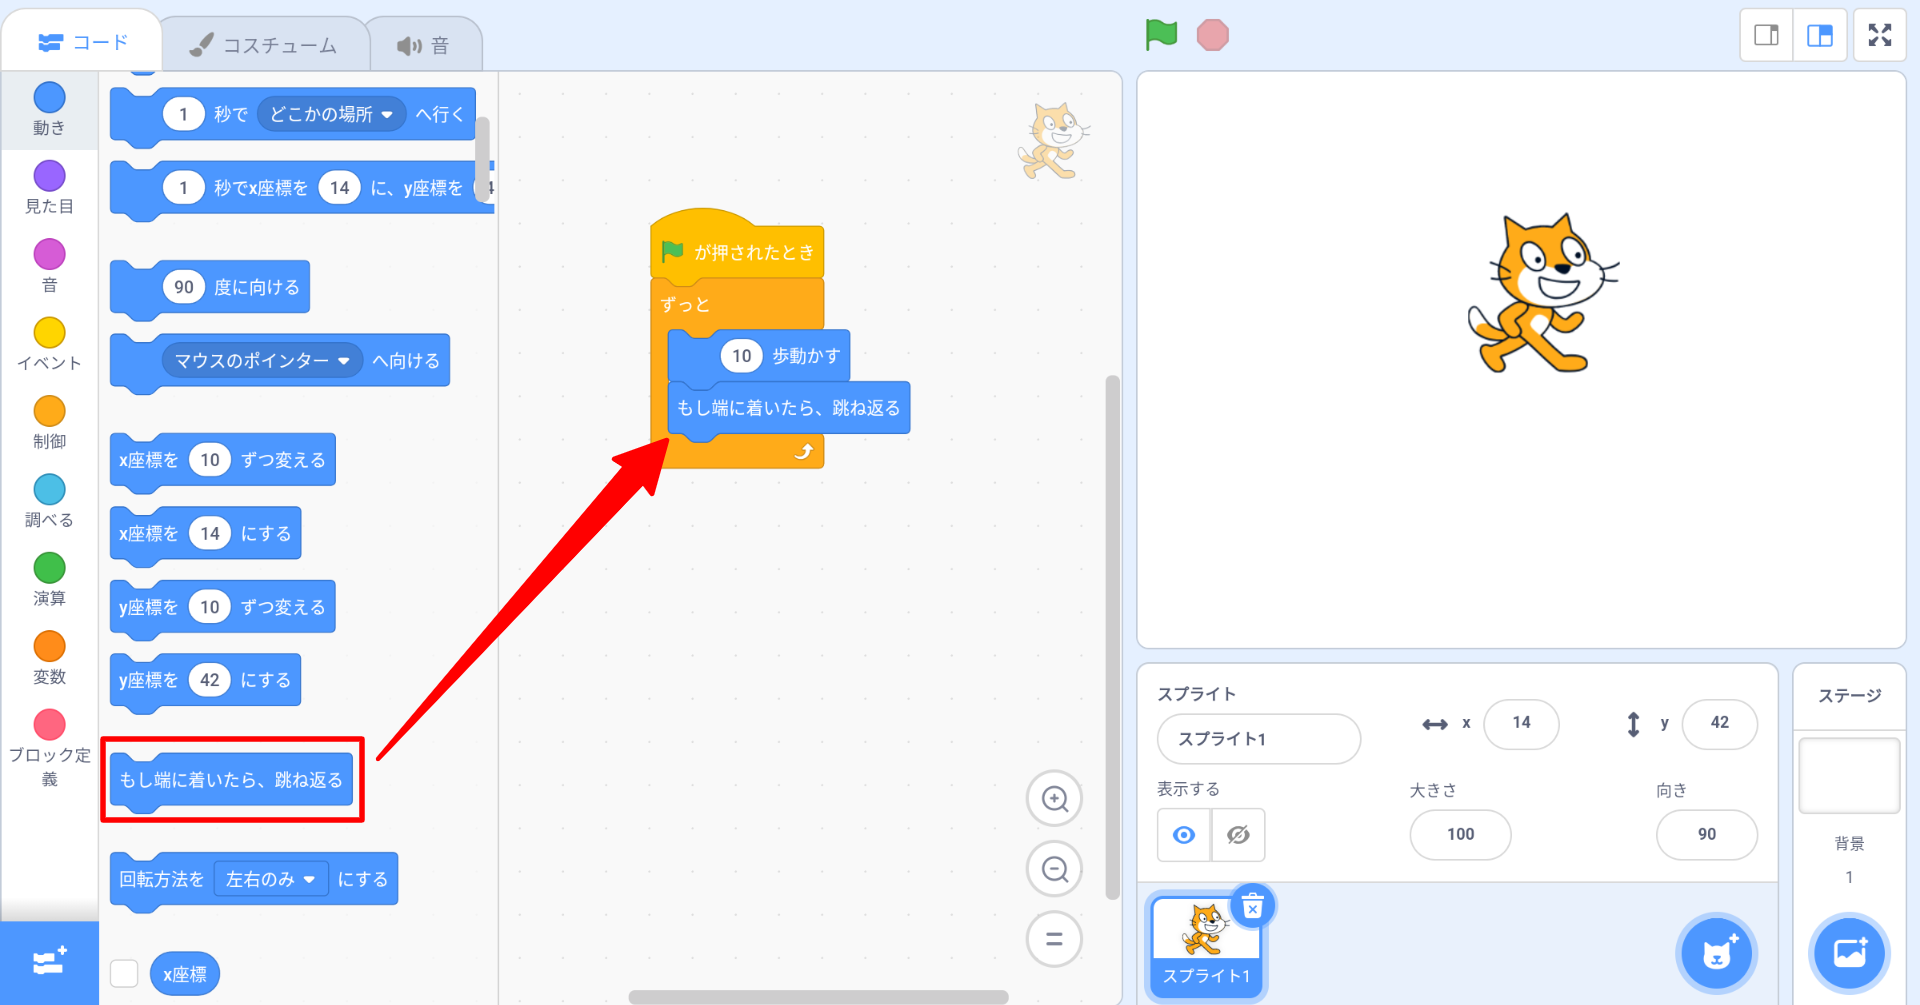 コード
コスチューム
音
動き
見た目
音
イベント
制御
調べる
演算
変数
ブロック定
義
1 秒で どこかの場所 へ行く
1 秒でx座標を 14 に、y座標を
90 度に向ける
マウスのポインター へ向ける
x座標を 10 ずつ変える
x座標を 14 にする
y座標を 10 ずつ変える
y座標を 42 にする
もし端に着いたら、跳ね返る
回転方法を 左右のみ にする
x座標
が押されたとき
ずっと
10 歩動かす
もし端に着いたら、跳ね返る
スプライト
スプライト1
x 14
y 42
表示する
大きさ
100
向き
90
スプライト1
ステージ
背景
1